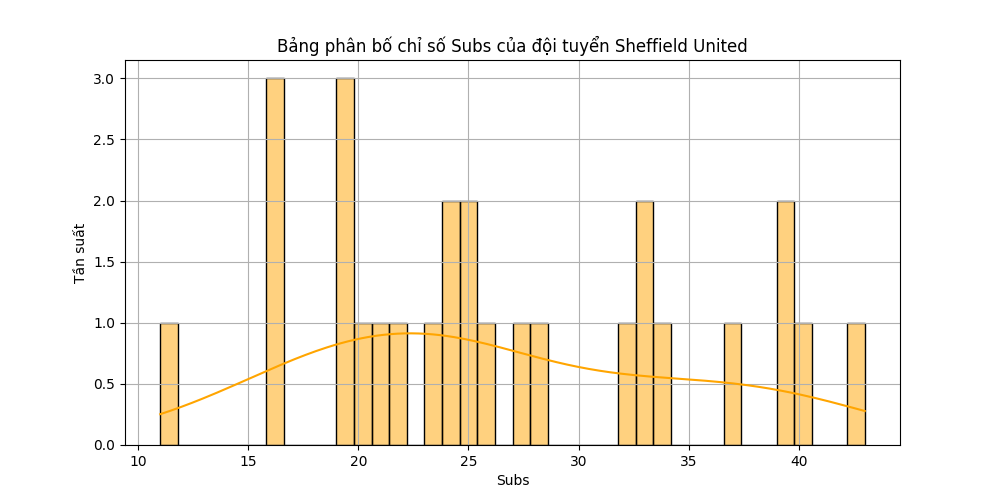 Bảng phân bố chỉ số Subs của đội tuyển Sheffield United
3.0
2.5
2.0
1.5
1.0
0.5
0.0
Tần suất
10 15 20 25 30 35 40
Subs